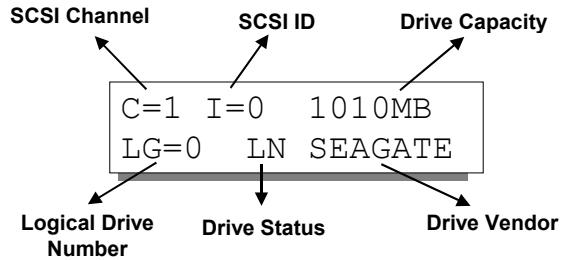 SCSI Channel SCSI ID Drive Capacity
C=1 I=0 1010MB
LG=0 LN SEAGATE
Logical Drive Number Drive Status Drive Vendor